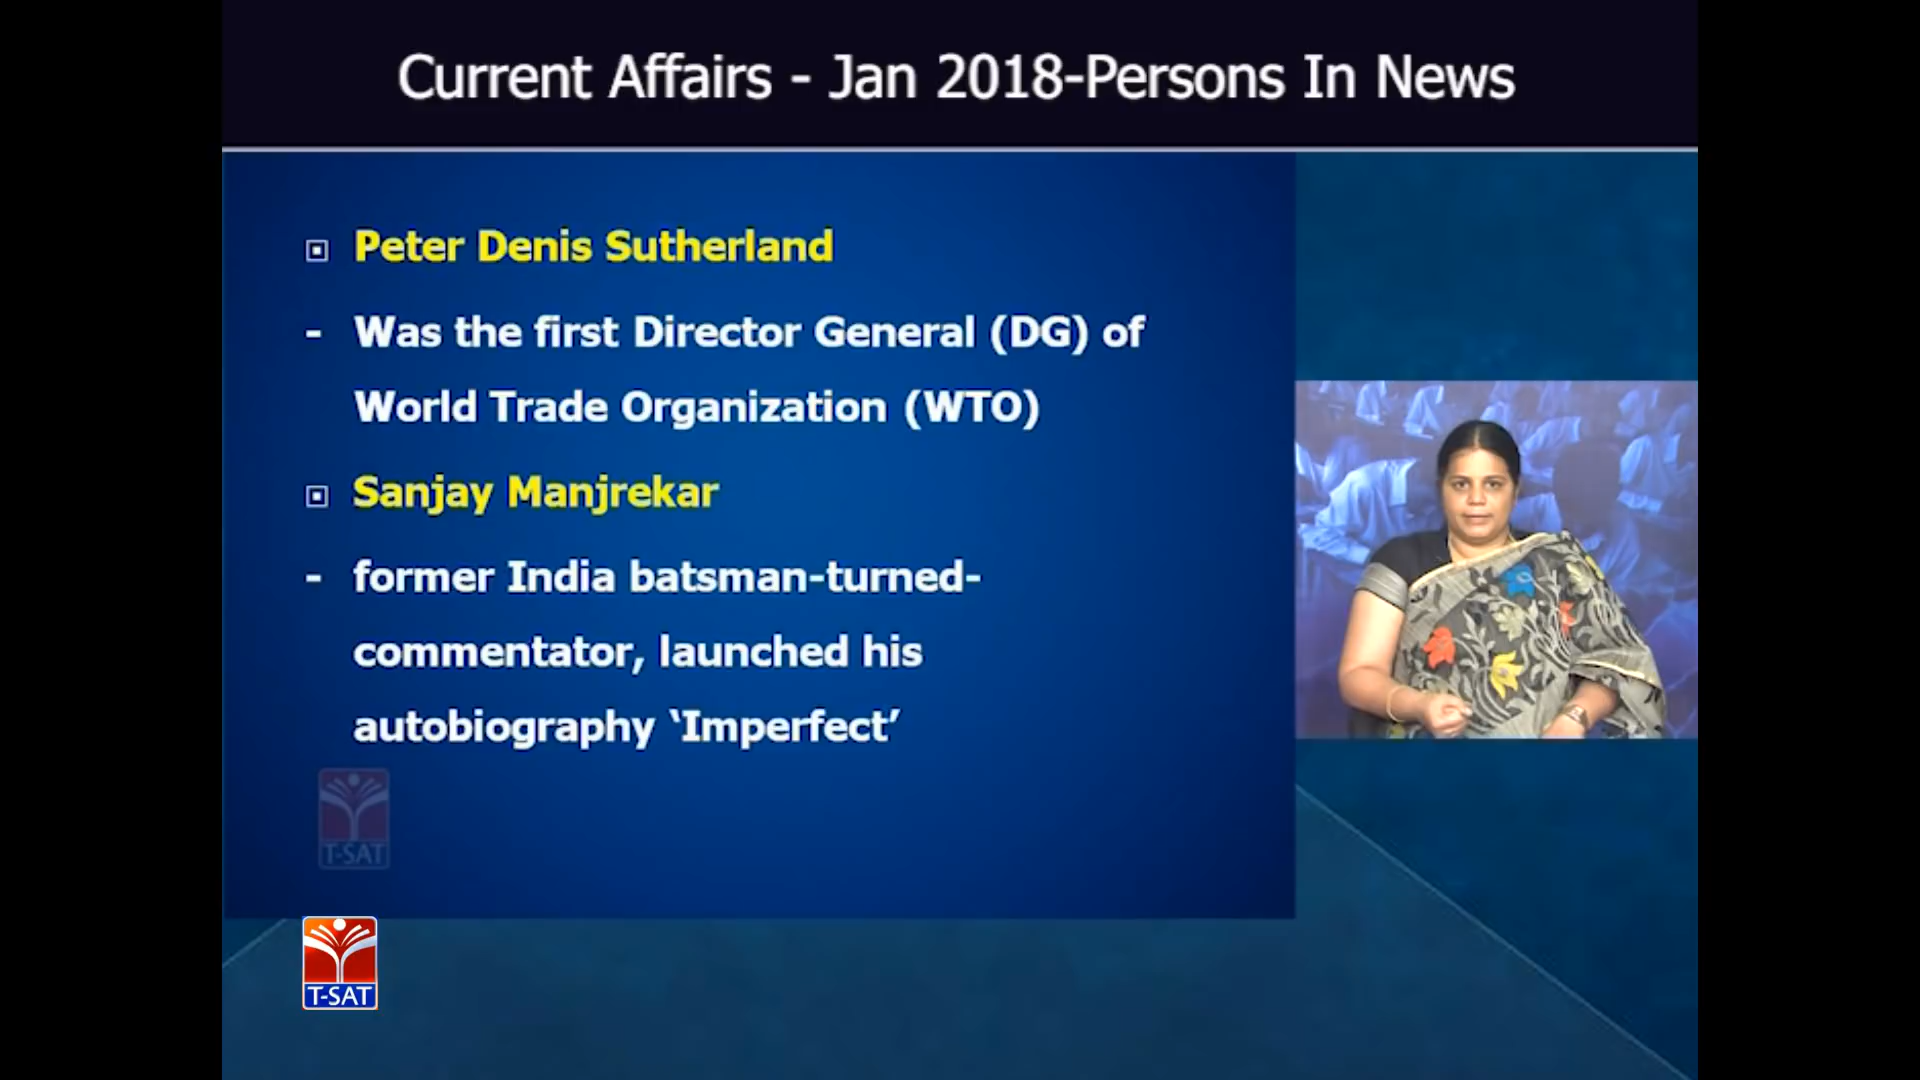 Current Affairs - Jan 2018-Persons In News
Peter Denis Sutherland
- Was the first Director General (DG) of
World Trade Organization (WTO)
Sanjay Manjrekar
- former India batsman-turned-
commentator, launched his
autobiography ‘Imperfect’
T-SAT
T-SAT